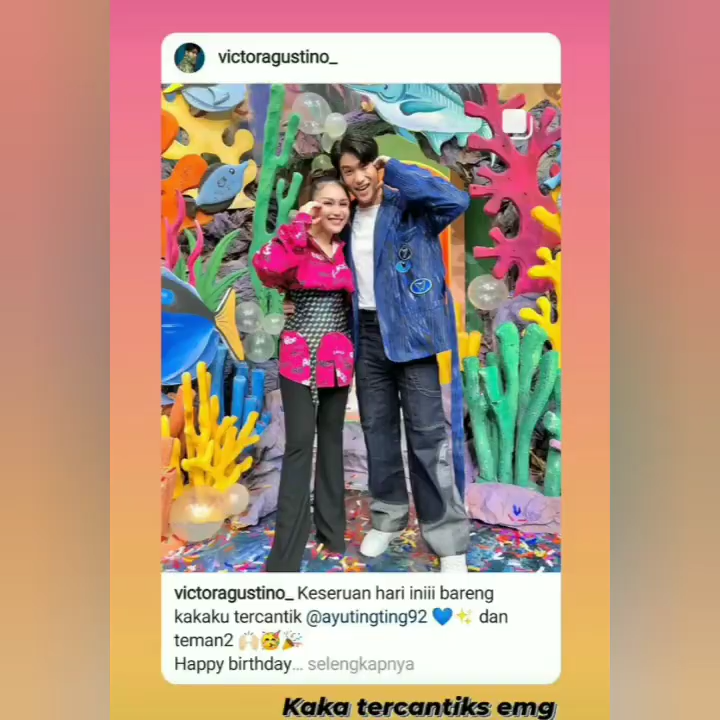 victoragustino_
victoragustino_ Keseruan hari iniii bareng
kakaku tercantik @ayutingting92 💙✨ dan
teman2 🙌🏻🥳🎉
Happy birthday... selengkapnya
Kaka tercantiks emg